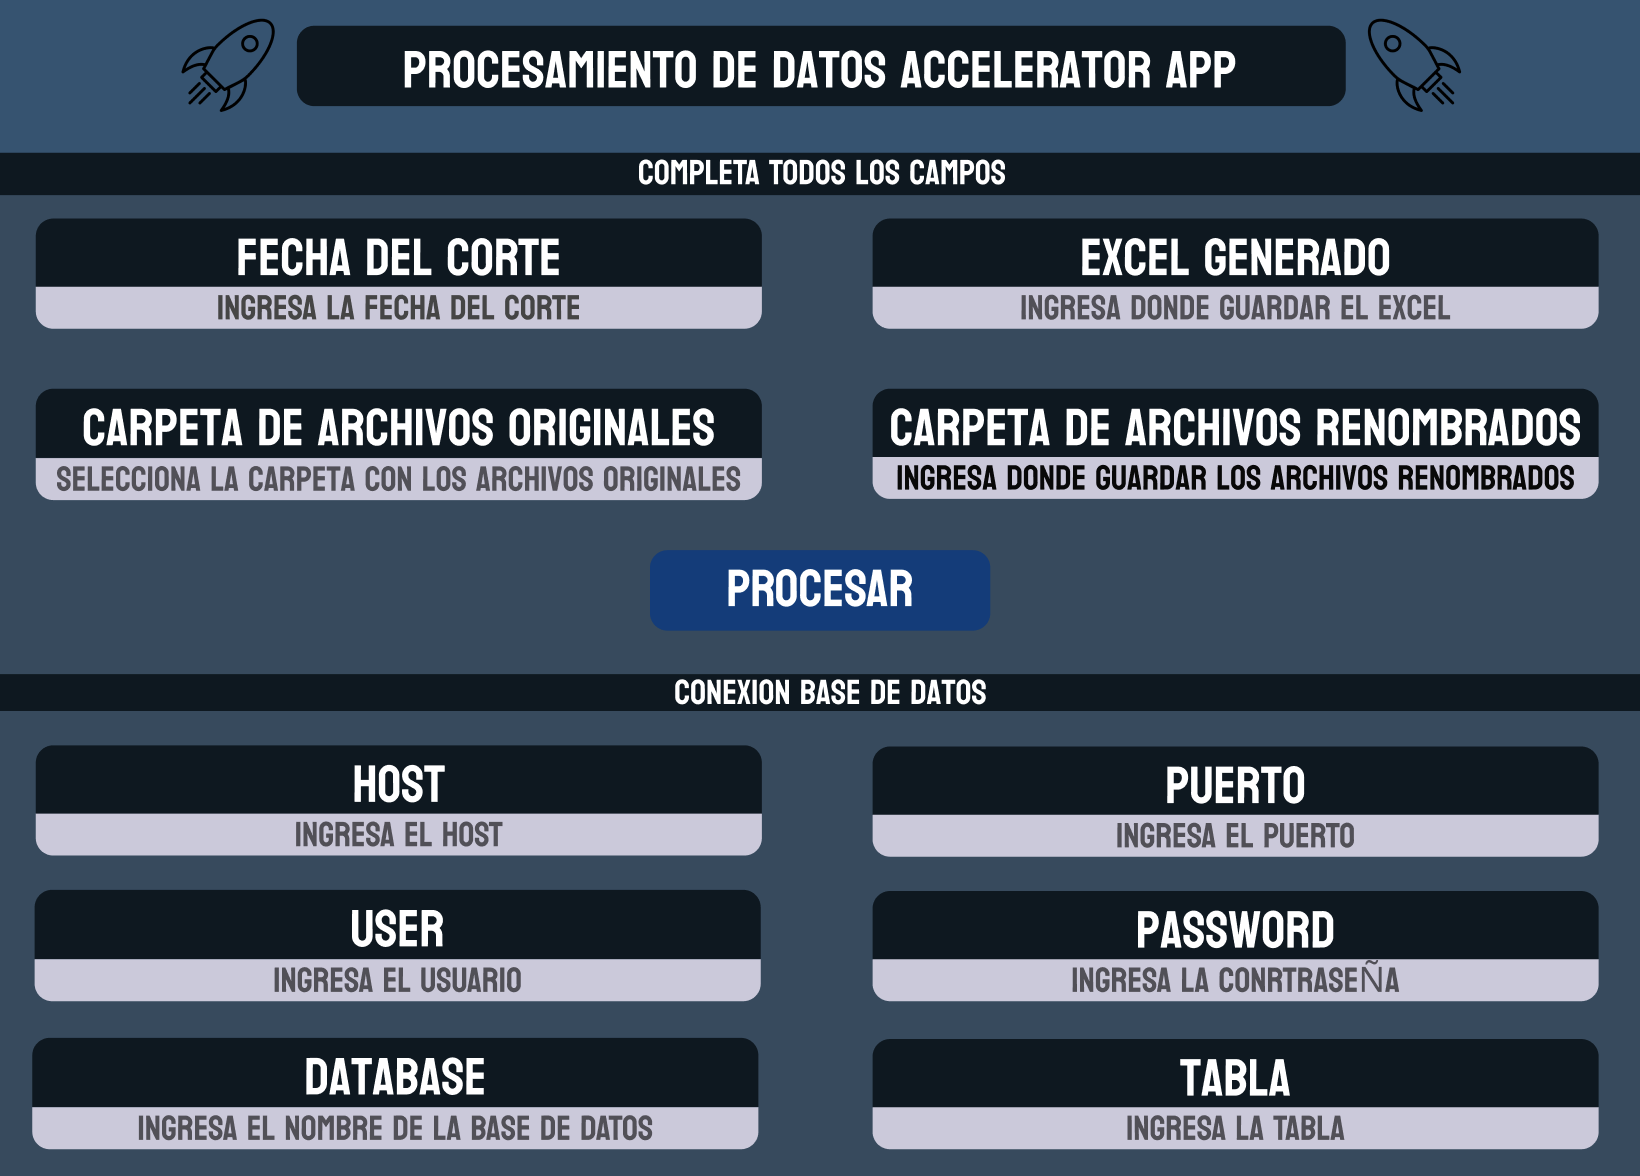 PROCESAMIENTO DE DATOS ACCELERATOR APP
COMPLETA TODOS LOS CAMPOS
FECHA DEL CORTE
INGRESA LA FECHA DEL CORTE
EXCEL GENERADO
INGRESA DONDE GUARDAR EL EXCEL
CARPETA DE ARCHIVOS ORIGINALES
SELECCIONA LA CARPETA CON LOS ARCHIVOS ORIGINALES
CARPETA DE ARCHIVOS RENOMBRADOS
INGRESA DONDE GUARDAR LOS ARCHIVOS RENOMBRADOS
PROCESAR
CONEXION BASE DE DATOS
HOST
INGRESA EL HOST
PUERTO
INGRESA EL PUERTO
USER
INGRESA EL USUARIO
PASSWORD
INGRESA LA CONRTRASEÑA
DATABASE
INGRESA EL NOMBRE DE LA BASE DE DATOS
TABLA
INGRESA LA TABLA